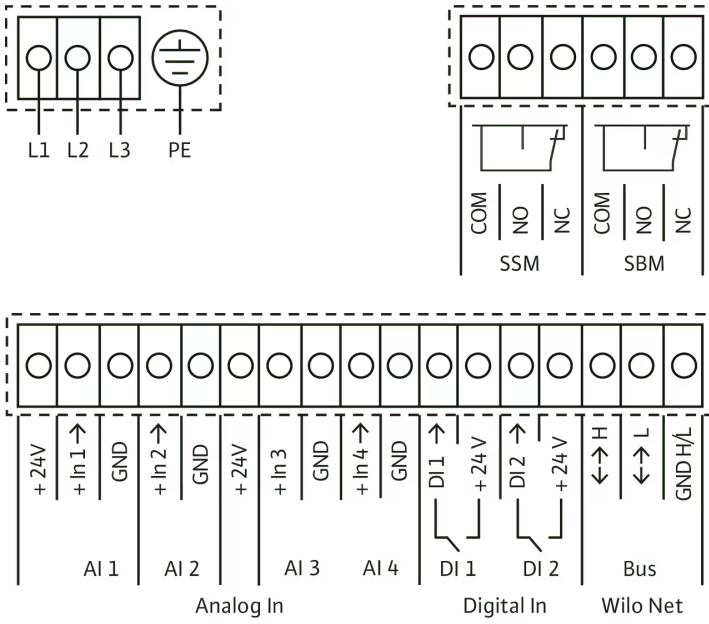 L1 L2 L3 PE
COM NO NC COM NO NC
SSM SBM
+ 24V + In 1 → GND + In 2 → GND + 24V + In 3 GND + In 4 → GND DI 1 → + 24 V DI 2 → + 24 V ←-→ H ←-→ L GND H/L
AI 1 AI 2 AI 3 AI 4 DI 1 DI 2 Bus
Analog In Digital In Wilo Net